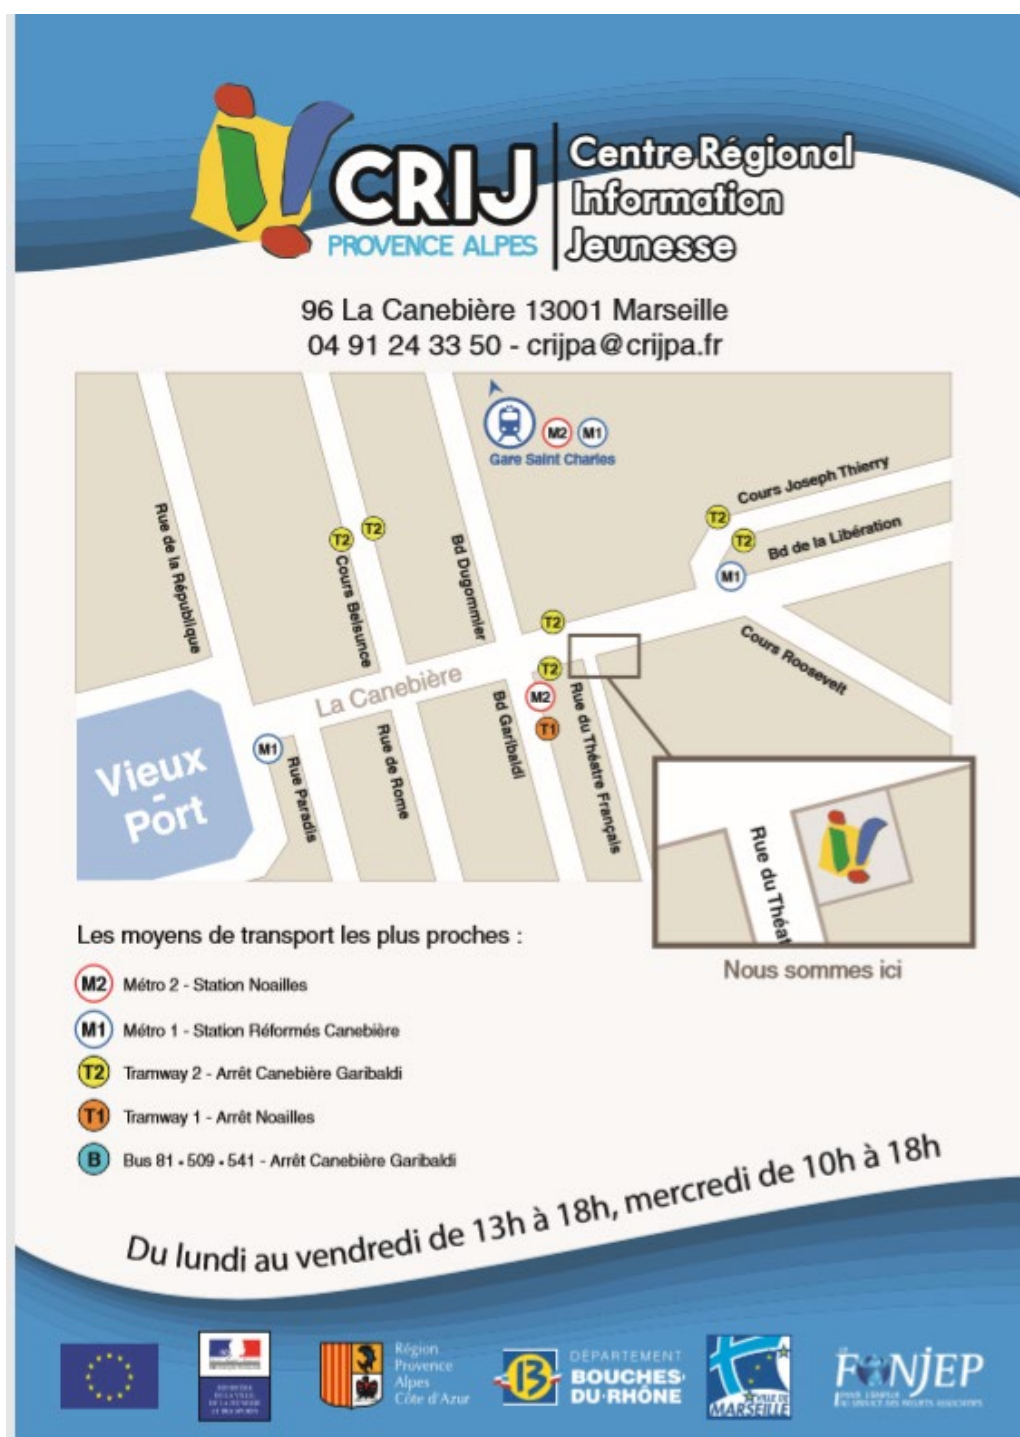 CRIJ
PROVENCE ALPES
Centre Régional
Information
Jeunesse
96 La Canebière 13001 Marseille
04 91 24 33 50 - crijpa@crijpa.fr
M2
M1
Gare Saint Charles
Cours Joseph Thierry
T2
T2
Bd de la Libération
M1
Rue de la République
T2
T2
Cours Belsunce
Bd Dugommier
T2
Cours Roosevelt
La Canebière
T2
M2
T1
Bd Garibaldi
Rue du Théatre Français
M1
Rue Paradis
Rue de Rome
Vieux
-
Port
Rue du Théat
Nous sommes ici
Les moyens de transport les plus proches :
M2 Métro 2 - Station Noailles
M1 Métro 1 - Station Réformés Canebière
T2 Tramway 2 - Arrêt Canebière Garibaldi
T1 Tramway 1 - Arrêt Noailles
B Bus 81 • 509 • 541 - Arrêt Canebière Garibaldi
Du lundi au vendredi de 13h à 18h, mercredi de 10h à 18h
Région
Provence
Alpes
Côte d'Azur
DÉPARTEMENT
BOUCHES
DU•RHÔNE
VILLE DE
MARSEILLE
FONJEP